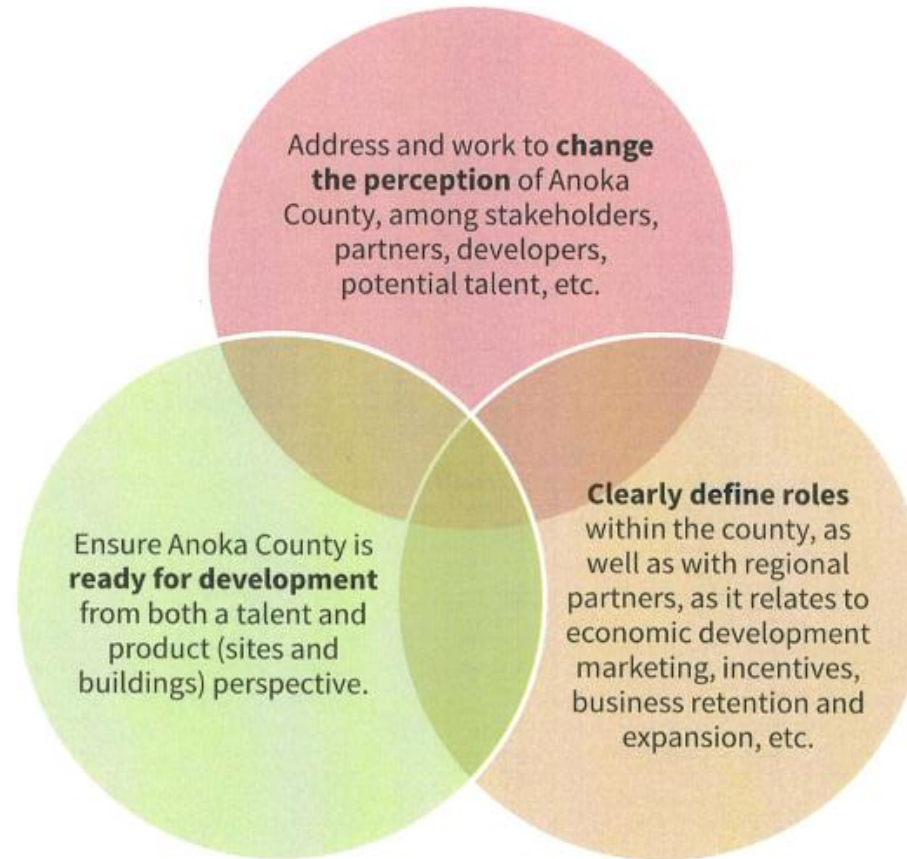 Address and work to change
the perception of Anoka
County, among stakeholders,
partners, developers,
potential talent, etc.
Ensure Anoka County is
ready for development
from both a talent and
product (sites and
buildings) perspective.
Clearly define roles
within the county, as
well as with regional
partners, as it relates to
economic development
marketing, incentives,
business retention and
expansion, etc.